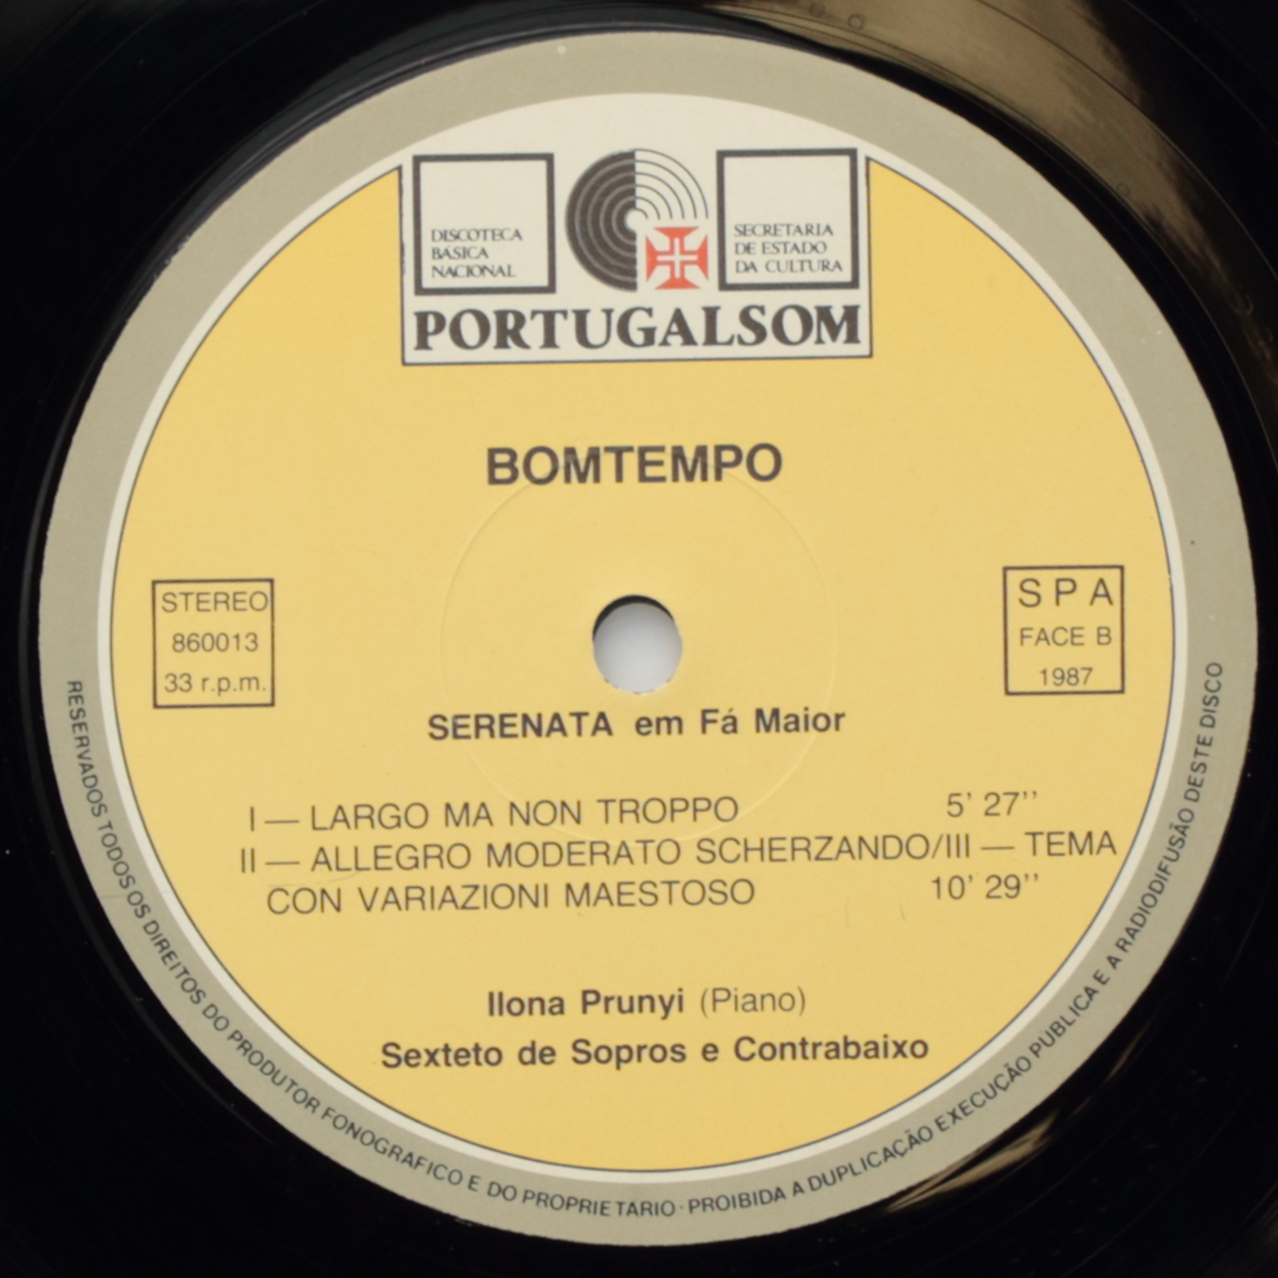 DISCOTECA
BÁSICA
NACIONAL
SECRETARIA
DE ESTADO
DA CULTURA
PORTUGALSOM
BOMTEMPO
STEREO
860013
33 r.p.m.
S P A
FACE B
1987
SERENATA em Fá Maior
I — LARGO MA NON TROPPO 5' 27''
II — ALLEGRO MODERATO SCHERZANDO/III — TEMA
CON VARIAZIONI MAESTOSO 10' 29''
Ilona Prunyi (Piano)
Sexteto de Sopros e Contrabaixo
RESERVADOS TODOS OS DIREITOS DO PRODUTOR FONOGRAFICO E DO PROPRIETARIO · PROIBIDA A DUPLICAÇÃO EXECUÇÃO PUBLICA E A RADIODIFUSÃO DESTE DISCO